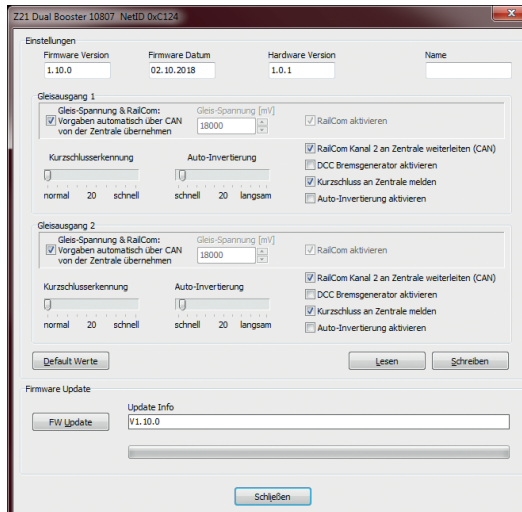 Z21 Dual Booster 10807 NetID 0xC124
Einstellungen
Firmware Version Firmware Datum Hardware Version Name
1.10.0 02.10.2018 1.0.1
Gleisausgang 1
Gleis-Spannung & RailCom: Gleis-Spannung [mV]
Vorgaben automatisch über CAN 18000 RailCom aktivieren
von der Zentrale übernehmen
RailCom Kanal 2 an Zentrale weiterleiten (CAN)
Kurzschlusserkennung Auto-Invertierung
DCC Bremsgenerator aktivieren
Kurzschluss an Zentrale melden
normal 20 schnell schnell 20 langsam Auto-Invertierung aktivieren
Gleisausgang 2
Gleis-Spannung & RailCom: Gleis-Spannung [mV]
Vorgaben automatisch über CAN 18000 RailCom aktivieren
von der Zentrale übernehmen
RailCom Kanal 2 an Zentrale weiterleiten (CAN)
Kurzschlusserkennung Auto-Invertierung
DCC Bremsgenerator aktivieren
Kurzschluss an Zentrale melden
normal 20 schnell schnell 20 langsam Auto-Invertierung aktivieren
Default Werte Lesen Schreiben
Firmware Update
Update Info
FW Update V1.10.0
Schließen